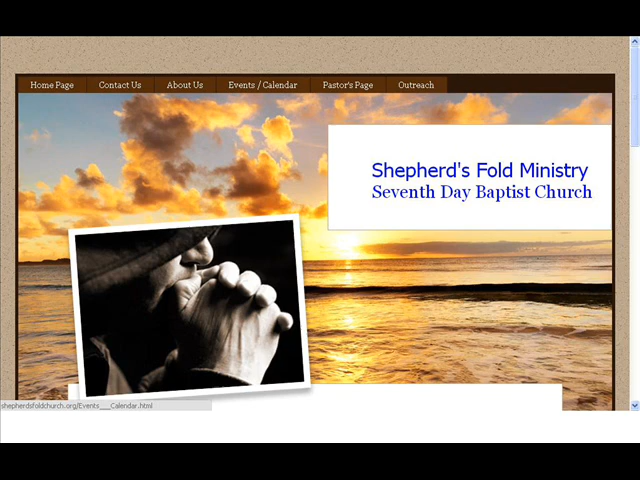 Home Page Contact Us About Us Events / Calendar Pastor's Page Outreach
Shepherd's Fold Ministry
Seventh Day Baptist Church
shepherdsfoldchurch.org/Events___Calendar.html